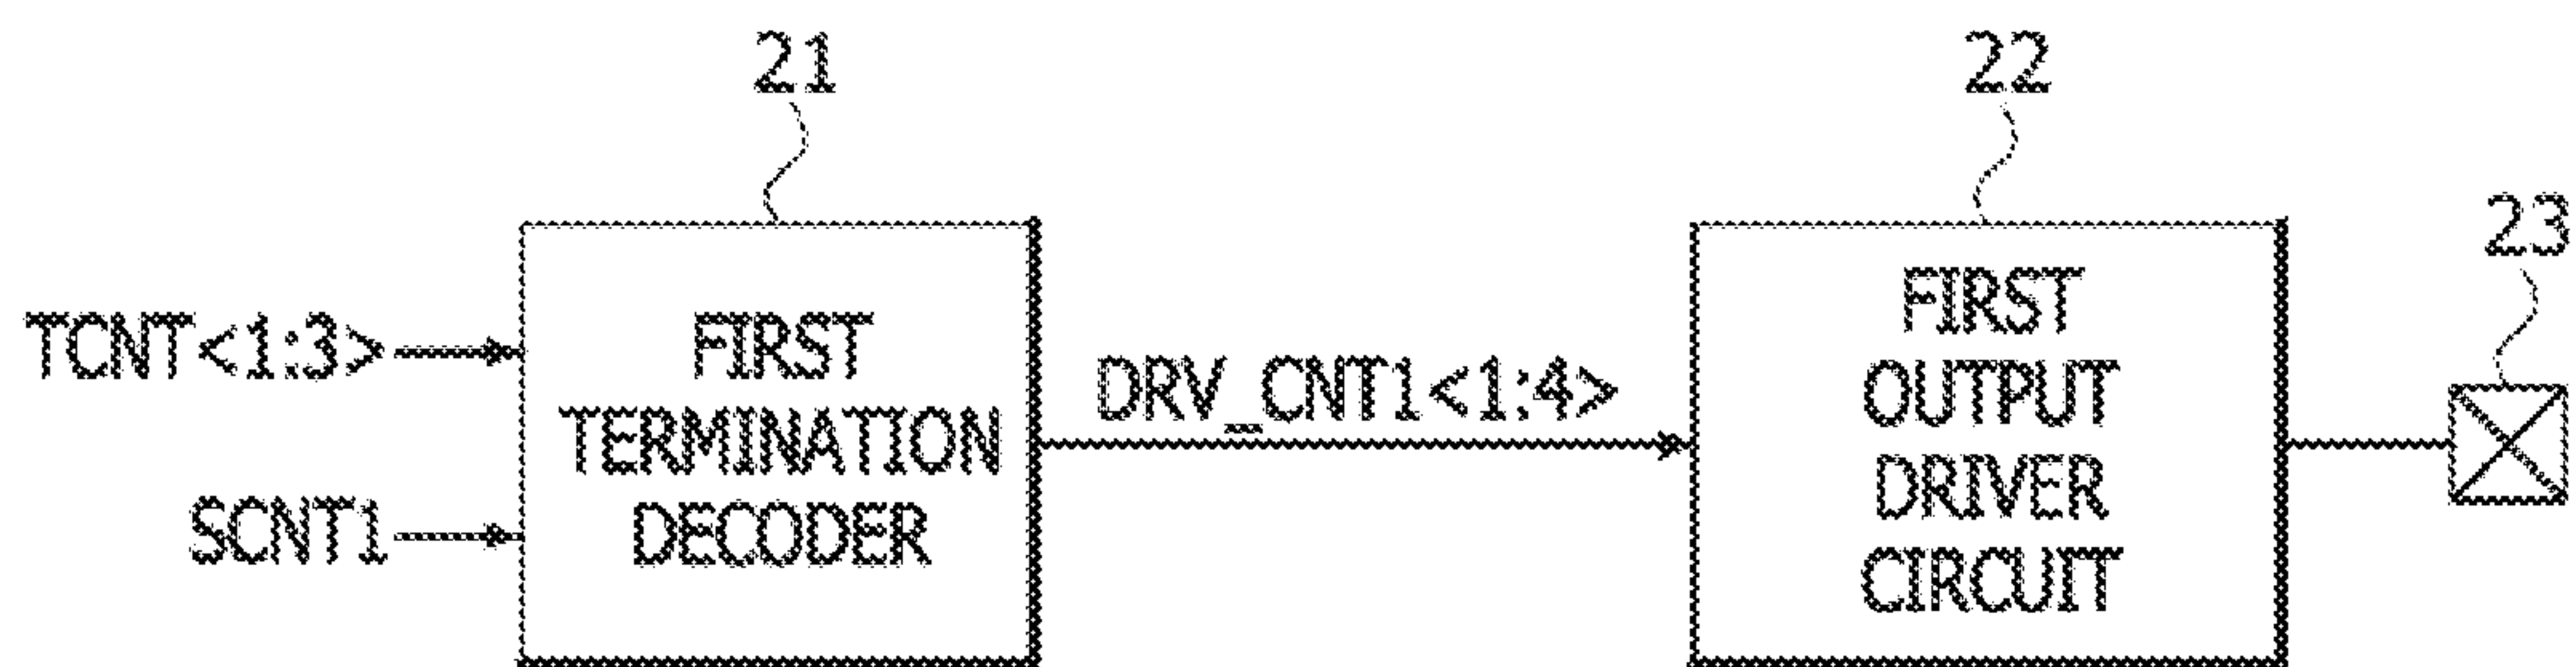 21
22
23
TCNT<1:3>
SCNT1
FIRST
TERMINATION
DECODER
DRV_CNT1<1:4>
FIRST
OUTPUT
DRIVER
CIRCUIT